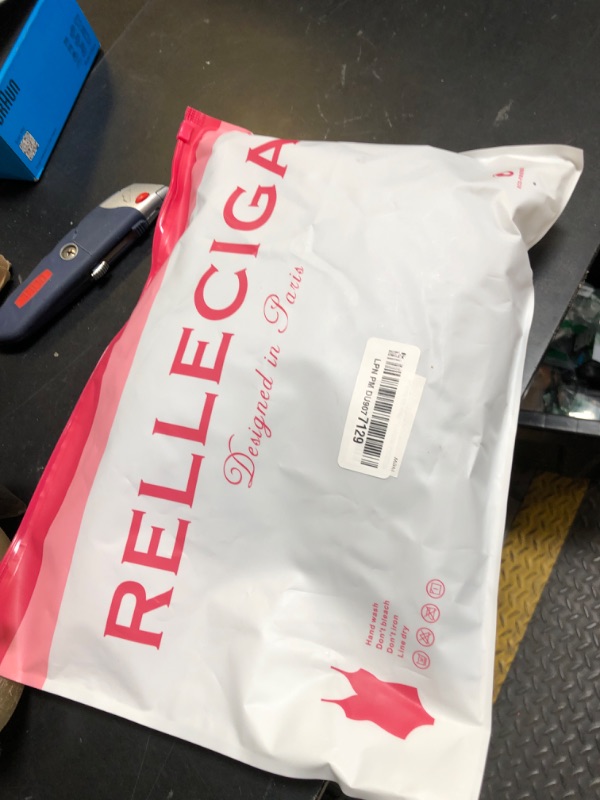 RELLECIGA
Designed in Paris
LPN PM DU907 7129
Hand wash
Don't bleach
Don't iron
Line dry